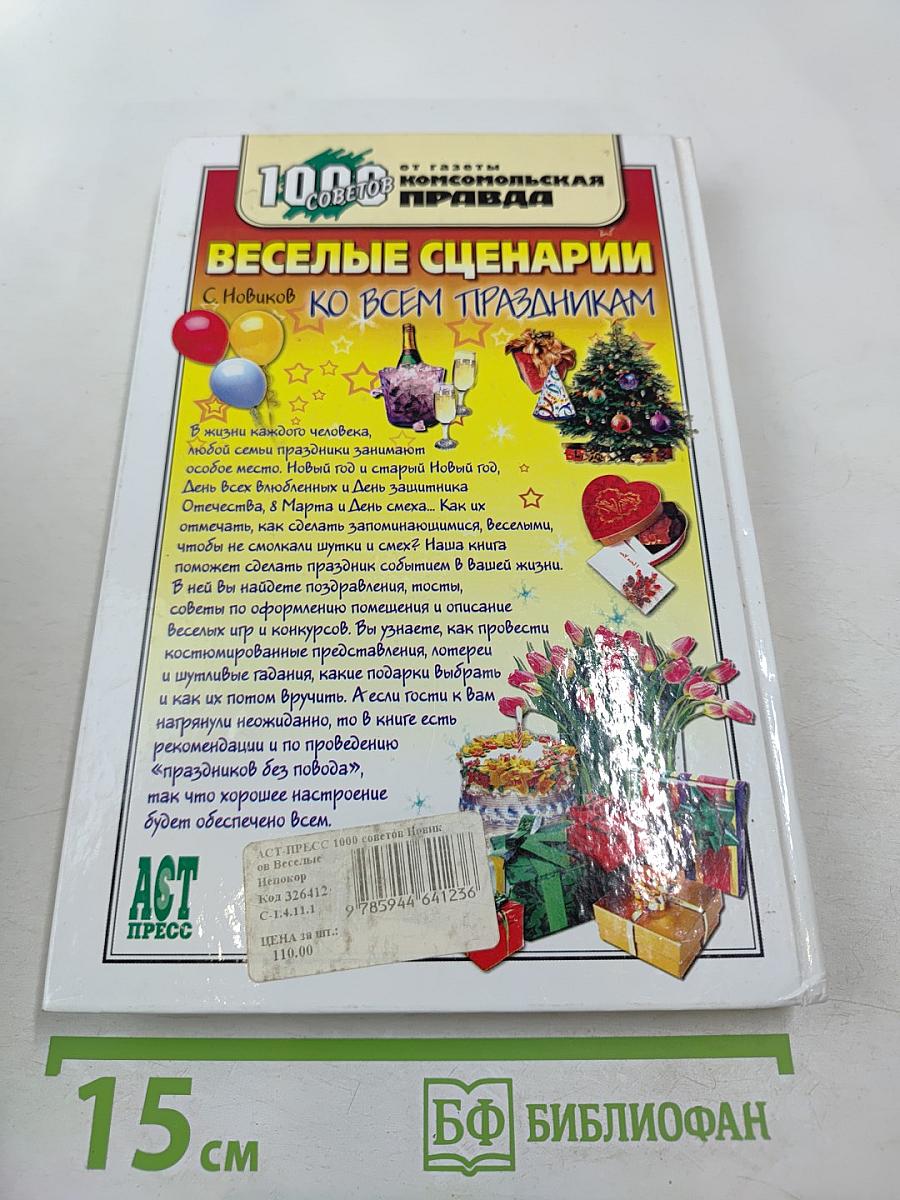 1000
СОВЕТОВ
ОТ ГАЗЕТЫ
КОМСОМОЛЬСКАЯ
ПРАВДА
ВЕСЕЛЫЕ СЦЕНАРИИ
С. НОВИКОВ
КО ВСЕМ ПРАЗДНИКАМ
В жизни каждого человека,
любой семьи праздники занимают
особое место. Новый год и старый Новый год,
День всех влюбленных и День защитника
Отечества, 8 Марта и День смеха... Как их
отмечать, как сделать запоминающимися, веселыми,
чтобы не смолкали шутки и смех? Наша книга
поможет сделать праздник событием в вашей жизни.
В ней вы найдете поздравления, тосты,
советы по оформлению помещения и описание
веселых игр и конкурсов. Вы узнаете, как провести
костюмированные представления, лотереи
и шутливые гадания, какие подарки выбрать
и как их потом вручить. А если гости к вам
нагрянули неожиданно, то в книге есть
рекомендации и по проведению
«праздников без повода»,
так что хорошее настроение
будет обеспечено всем.
АСТ
ПРЕСС
АСТ-ПРЕСС 1000 советов Новик
ов Веселые
Непокор
Код 326412
С-1:4.11.1
9 785944 641236
ЦЕНА за шт.:
110.00
15 см
БФ БИБЛИОФАН